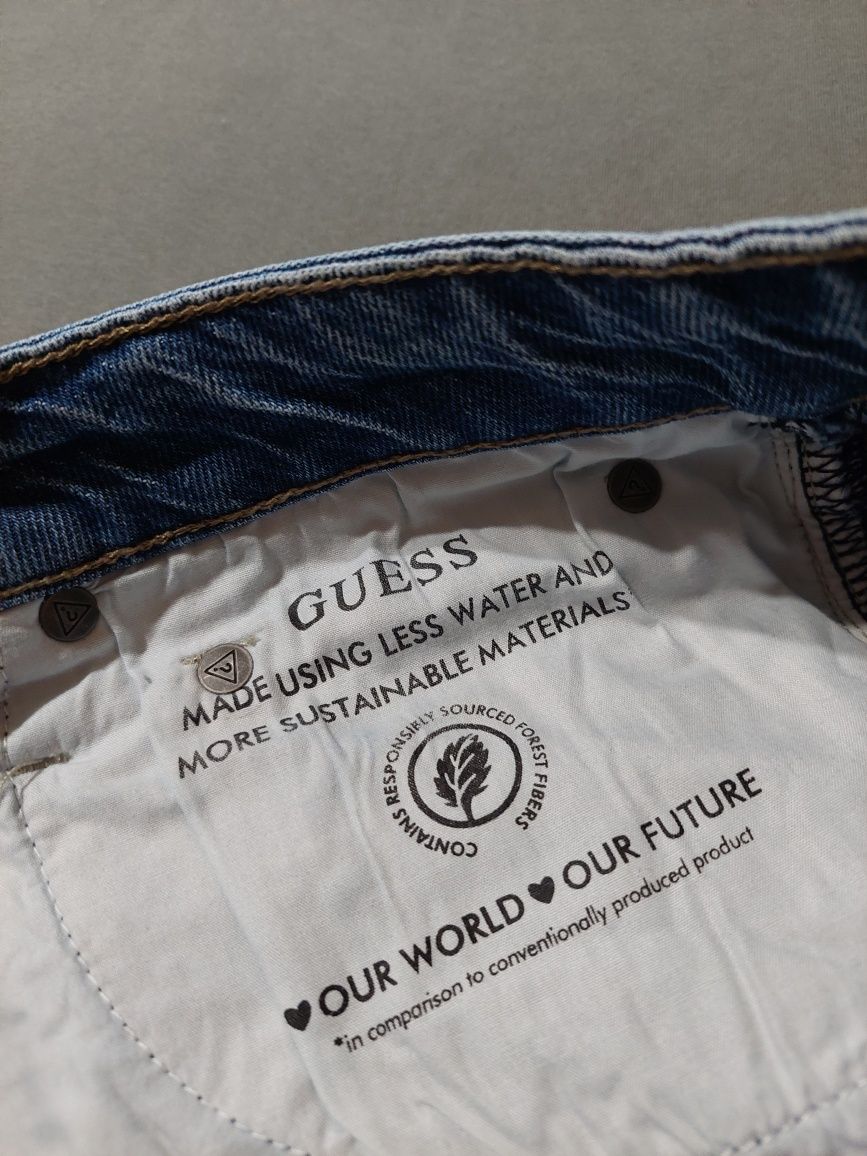 GUESS
MADE USING LESS WATER AND
MORE SUSTAINABLE MATERIALS*
CONTAINS RESPONSIBLY SOURCED FOREST FIBERS
♥OUR WORLD♥OUR FUTURE
*in comparison to conventionally produced product
?
?
?